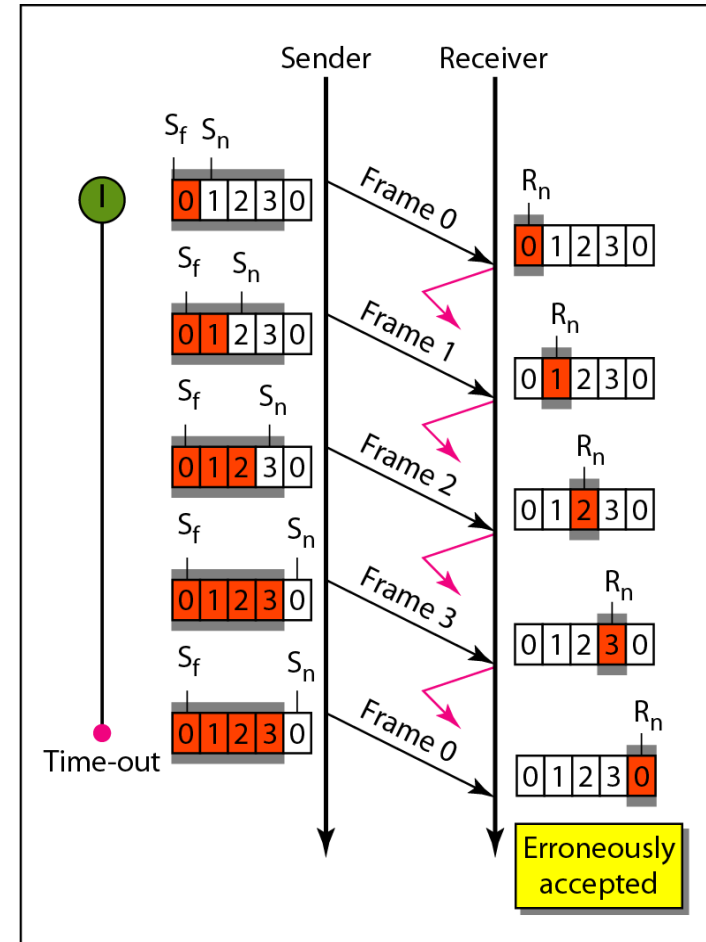 Sender Receiver
Sf Sn
I
0 1 2 3 0
Frame 0
Rn
0 1 2 3 0
Sf Sn
0 1 2 3 0
Frame 1
Rn
0 1 2 3 0
Sf Sn
0 1 2 3 0
Frame 2
Rn
0 1 2 3 0
Sf Sn
0 1 2 3 0
Frame 3
Rn
0 1 2 3 0
Sf Sn
0 1 2 3 0
Frame 0
Rn
0 1 2 3 0
Time-out
Erroneously
accepted